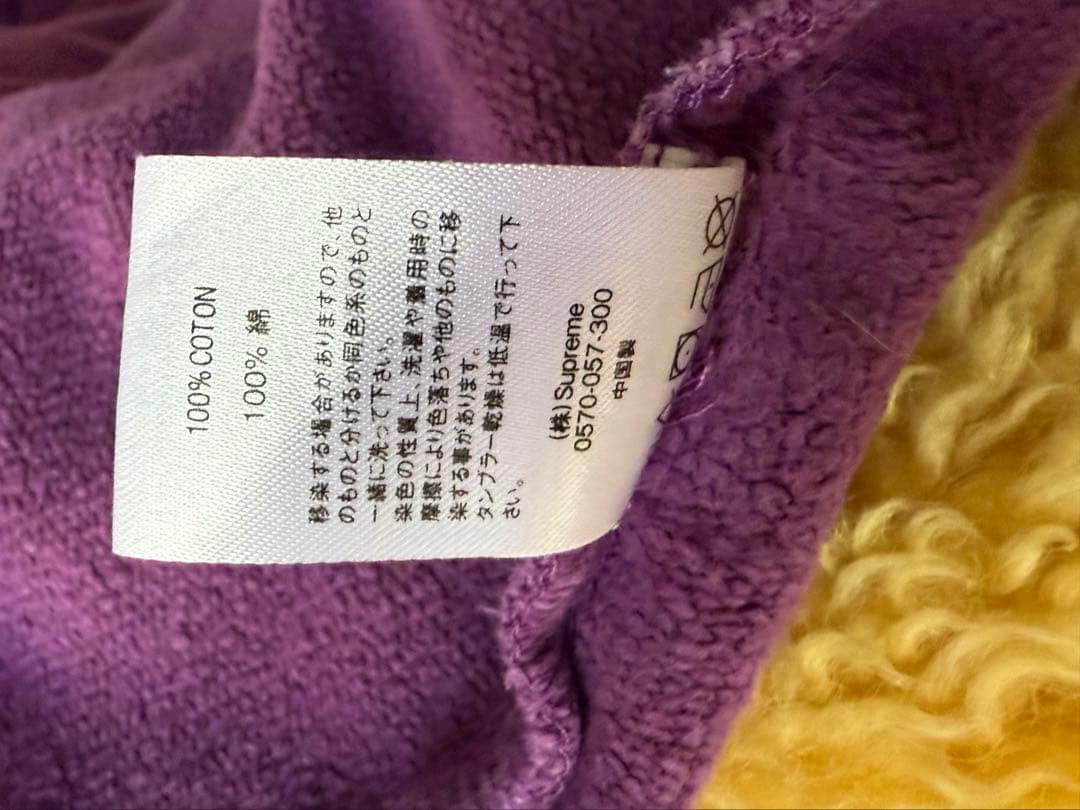 100%COTON
100% 綿
移染する場合がありますので、他
のものと分けるか同色系のものと
一緒に洗って下さい。
染色の性質上、洗濯や着用時の
摩擦により色落ちや他のものに移
染する事があります。
タンブラー乾燥は低温で行って下
さい。
(株)Supreme
0570-057-300
中国製